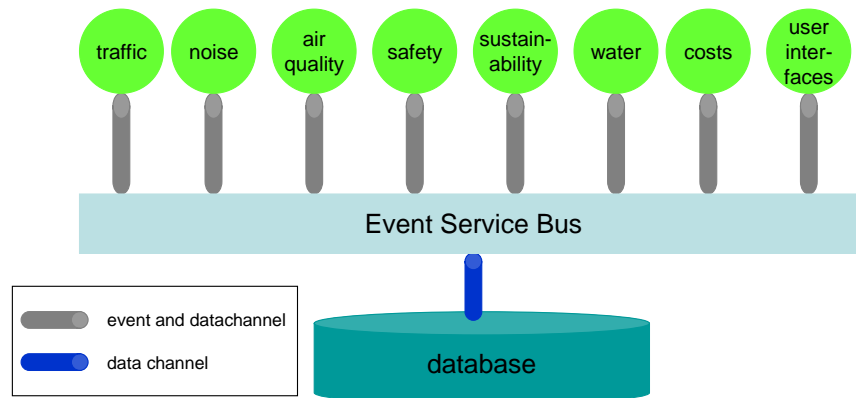 traffic
noise
air
quality
safety
sustain-
ability
water
costs
user
inter-
faces
Event Service Bus
event and datachannel
data channel
database